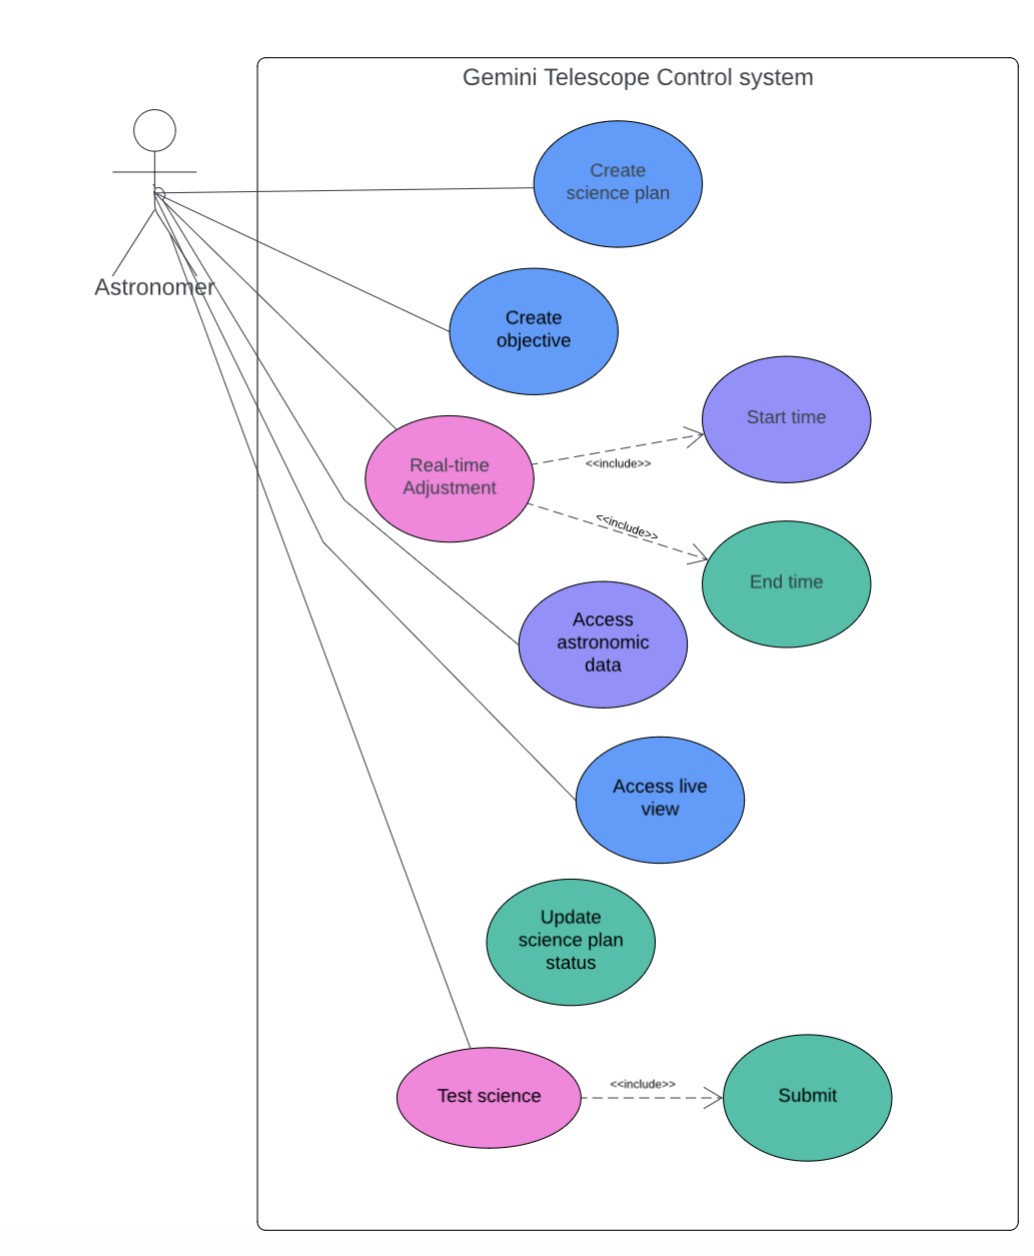 Gemini Telescope Control system
Create
science plan
Astronomer
Create
objective
Start time
Real-time
Adjustment
<<include>>
<<include>>
End time
Access
astronomic
data
Access live
view
Update
science plan
status
<<include>>
Test science
Submit